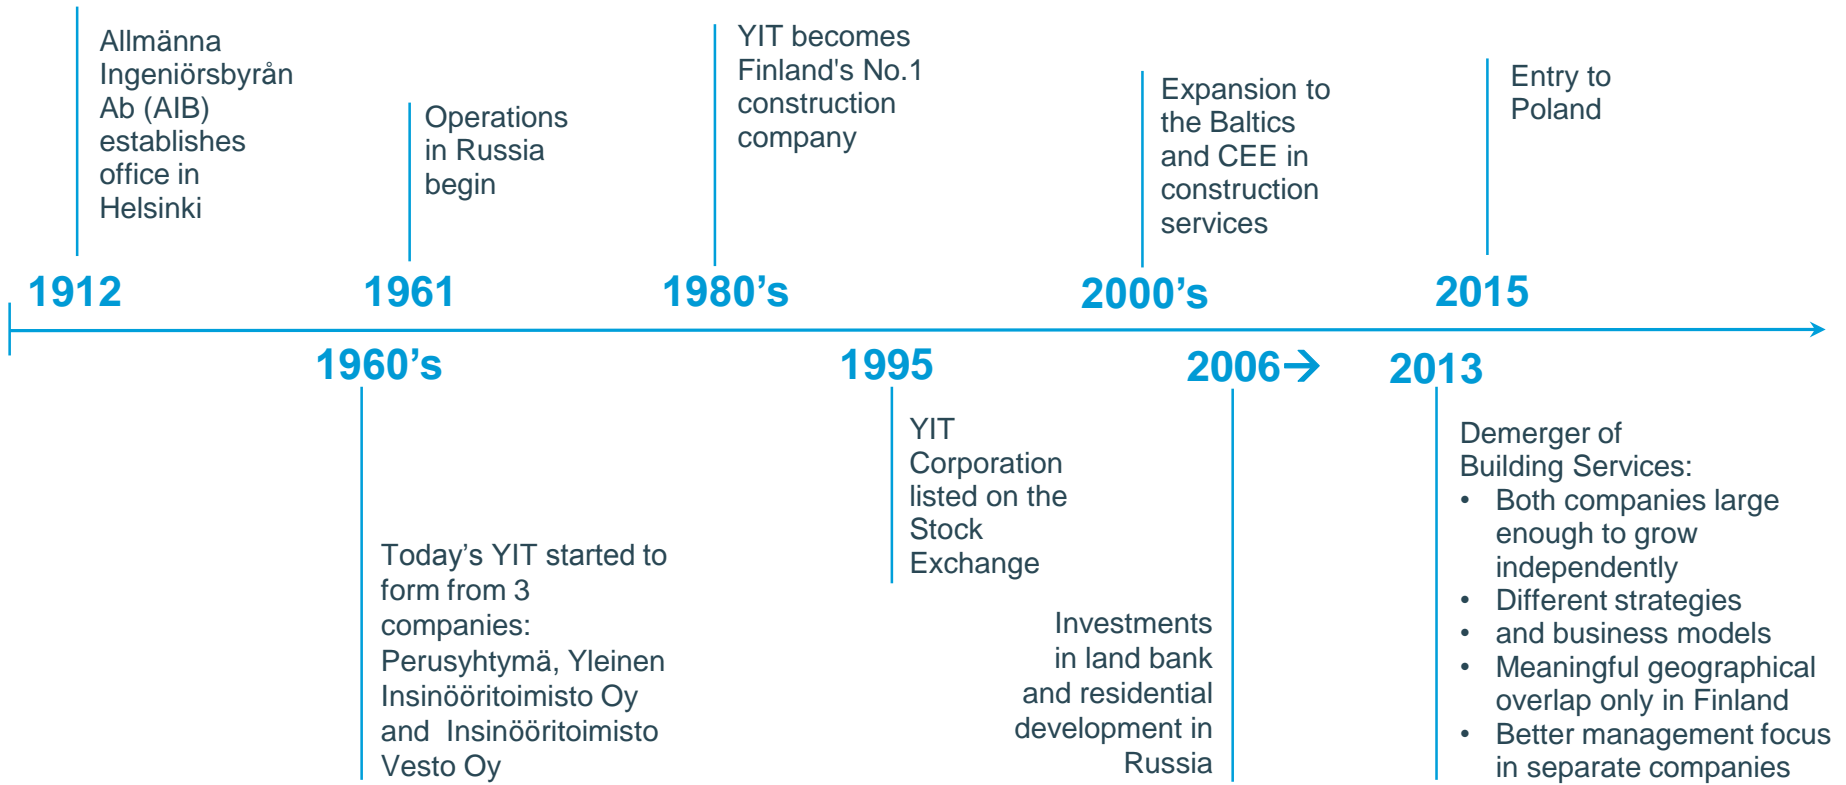 Allmänna
Ingeniörsbyrån
Ab (AIB)
establishes
office in
Helsinki
1912
Operations
in Russia
begin
1961
YIT becomes
Finland's No.1
construction
company
1980’s
Expansion to
the Baltics
and CEE in
construction
services
2000’s
Entry to
Poland
2015
1960’s
Today’s YIT started to
form from 3
companies:
Perusyhtymä, Yleinen
Insinööritoimisto Oy
and Insinööritoimisto
Vesto Oy
1995
YIT
Corporation
listed on the
Stock
Exchange
2006→
Investments
in land bank
and residential
development in
Russia
2013
Demerger of
Building Services:
• Both companies large
enough to grow
independently
• Different strategies
• and business models
• Meaningful geographical
overlap only in Finland
• Better management focus
in separate companies